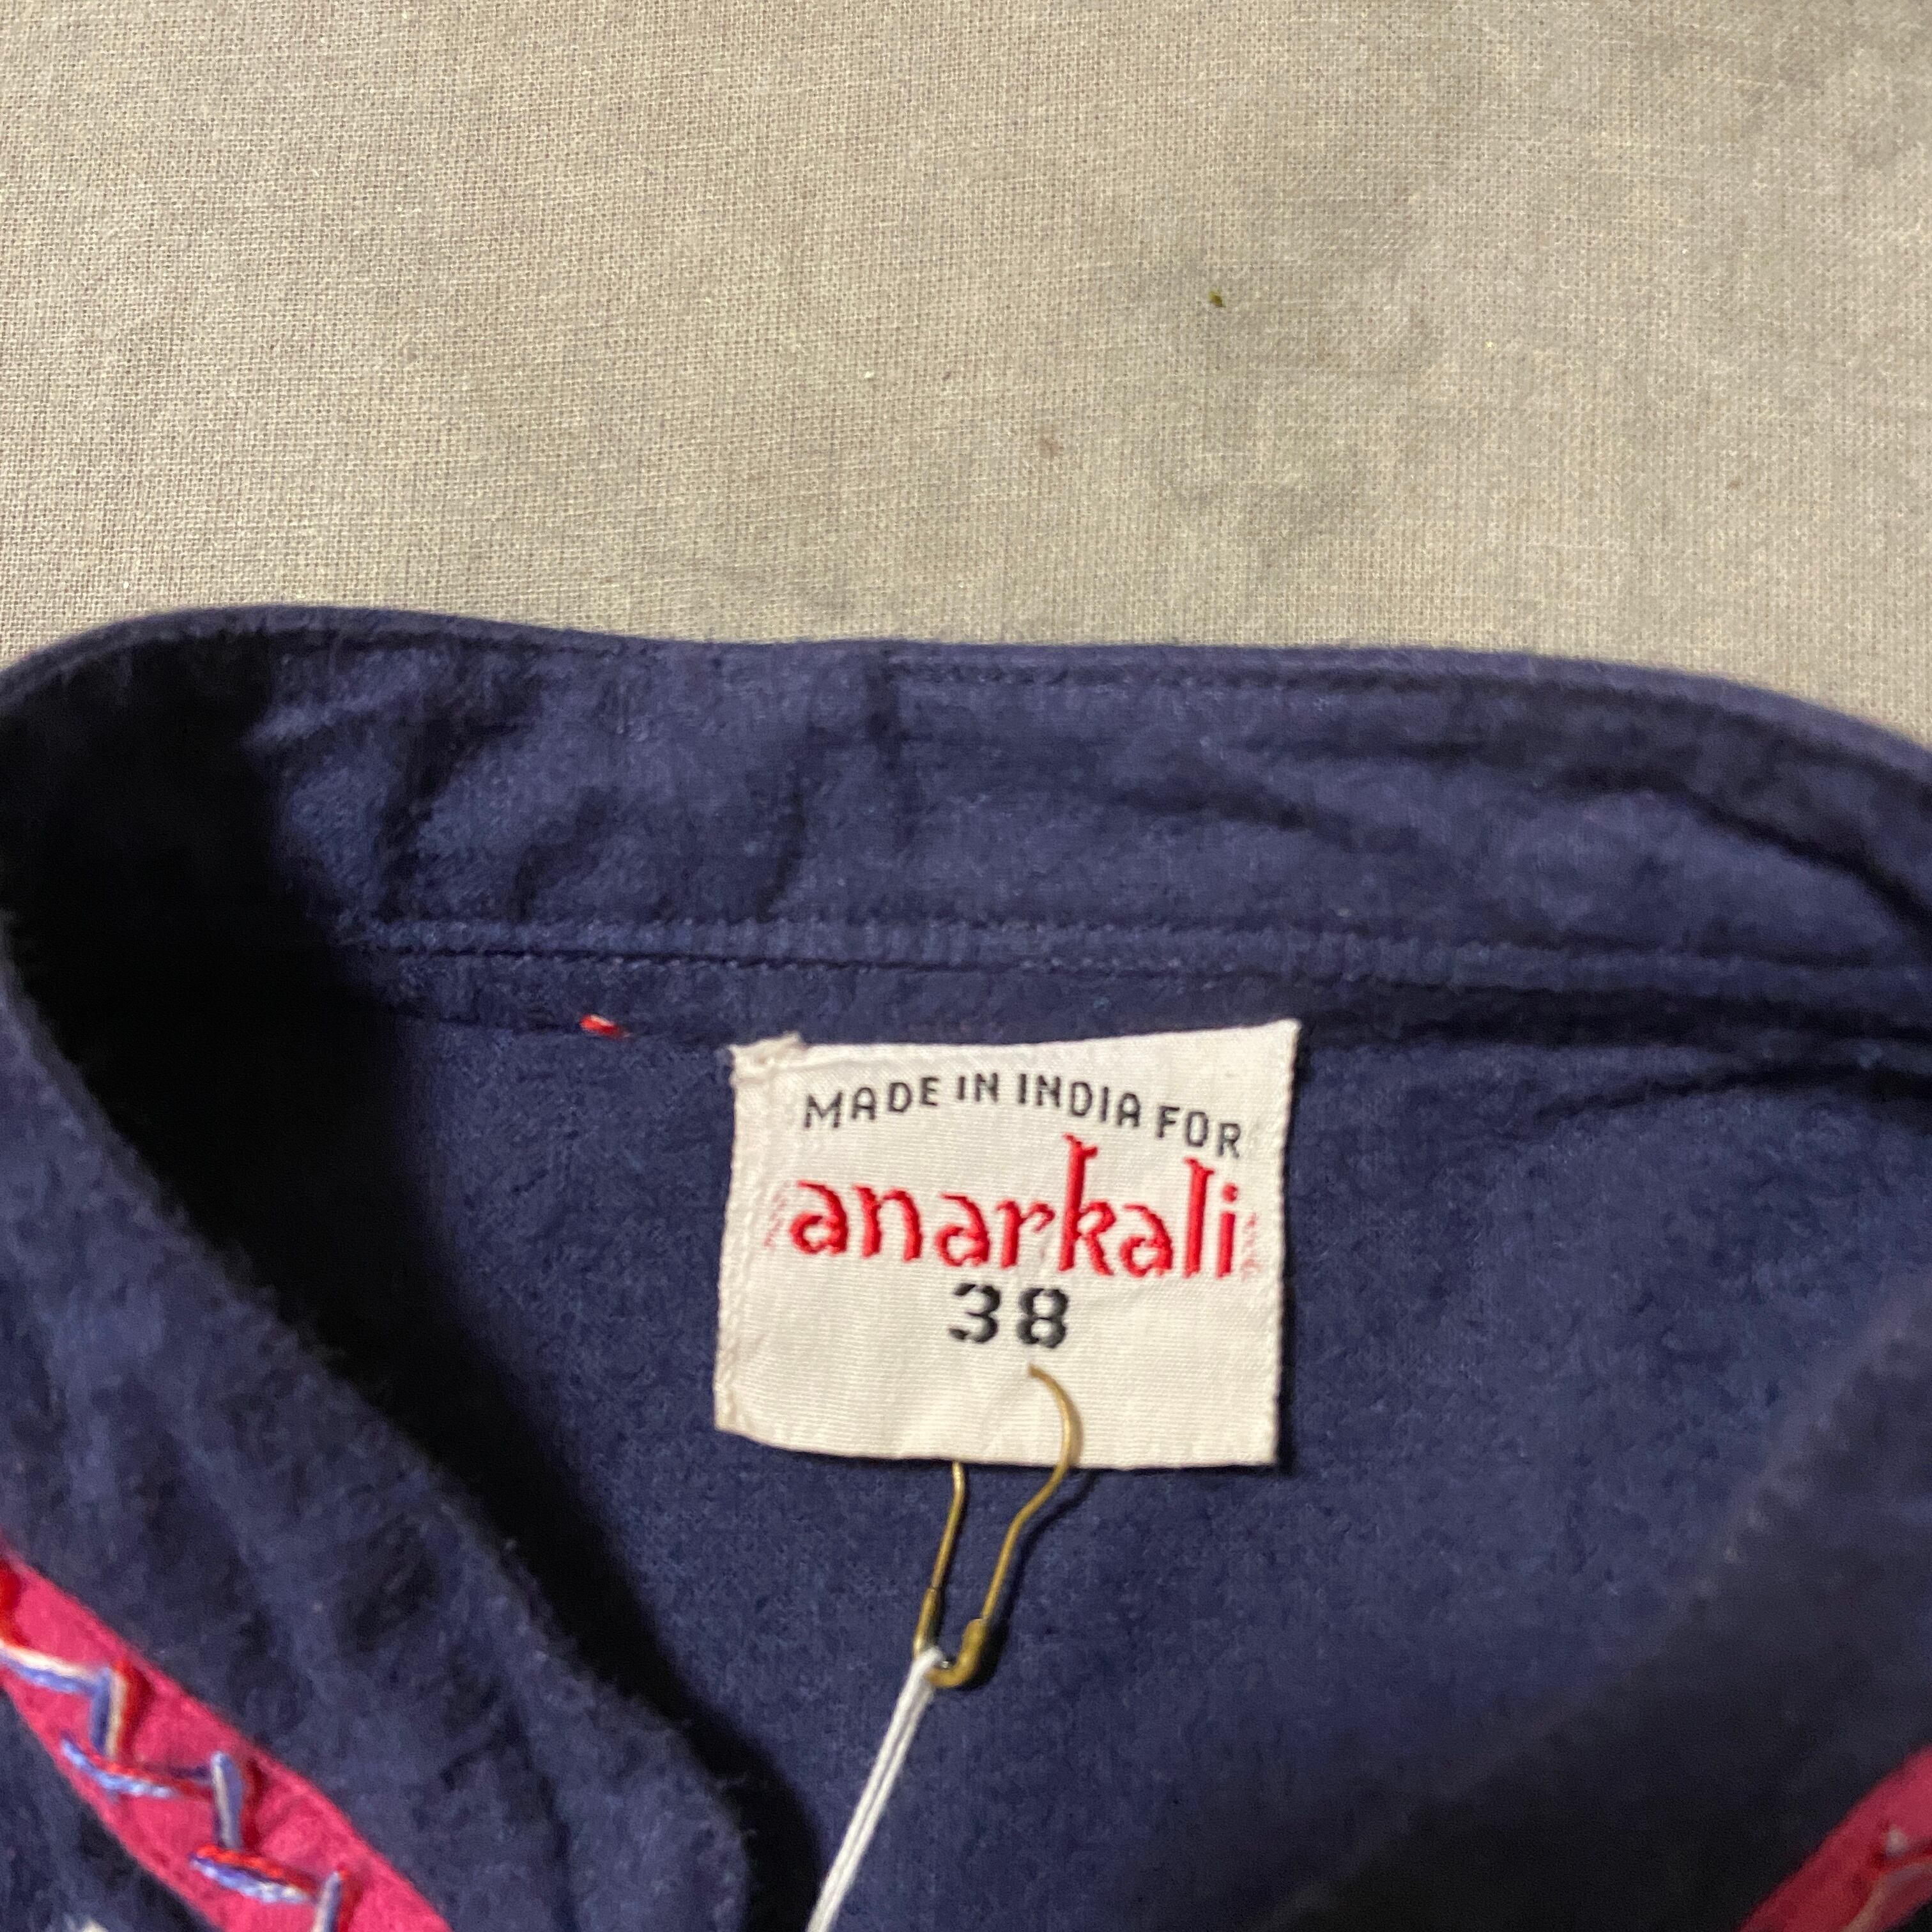 MADE IN INDIA FOR
anarkali
38